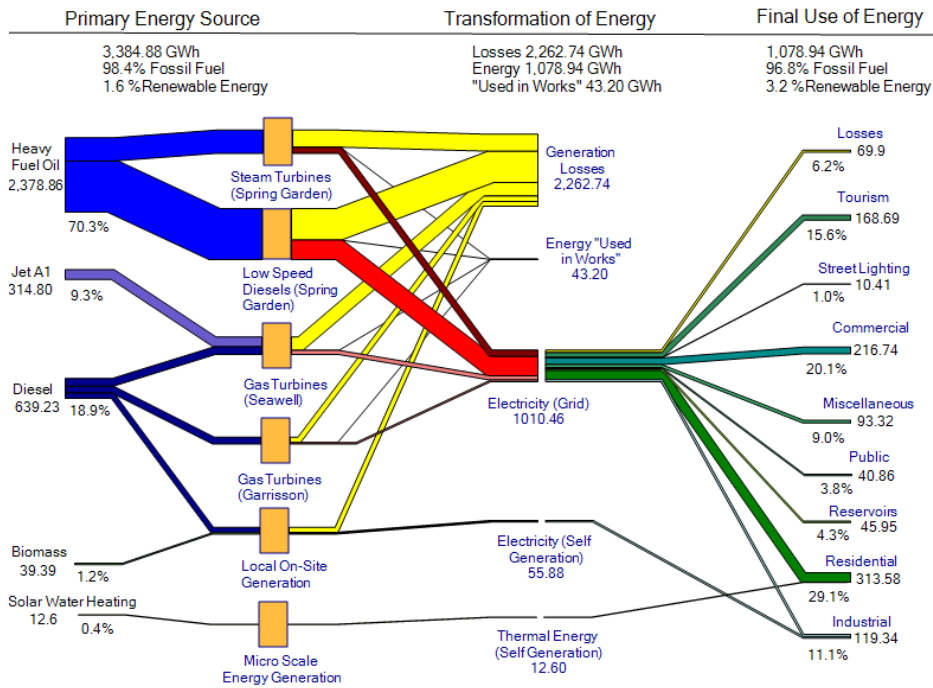 Primary Energy Source
Transformation of Energy
Final Use of Energy
3,384.88 GWh
98.4% Fossil Fuel
1.6 %Renewable Energy
Losses 2,262.74 GWh
Energy 1,078.94 GWh
"Used in Works" 43.20 GWh
1,078.94 GWh
96.8% Fossil Fuel
3.2 %Renewable Energy
Heavy
Fuel Oil
2,378.86
70.3%
Jet A1
314.80
9.3%
Diesel
639.23
18.9%
Biomass
39.39
1.2%
Solar Water Heating
12.6
0.4%
Steam Turbines
(Spring Garden)
Low Speed
Diesels (Spring
Garden)
Gas Turbines
(Seawell)
Gas Turbines
(Garrisson)
Local On-Site
Generation
Micro Scale
Energy Generation
Generation
Losses
2,262.74
Energy "Used
in Works"
43.20
Electricity (Grid)
1010.46
Electricity (Self
Generation)
55.88
Thermal Energy
(Self Generation)
12.60
Losses
69.9
6.2%
Tourism
168.69
15.6%
Street Lighting
10.41
1.0%
Commercial
216.74
20.1%
Miscellaneous
93.32
9.0%
Public
40.86
3.8%
Reservoirs
45.95
4.3%
Residential
313.58
29.1%
Industrial
119.34
11.1%